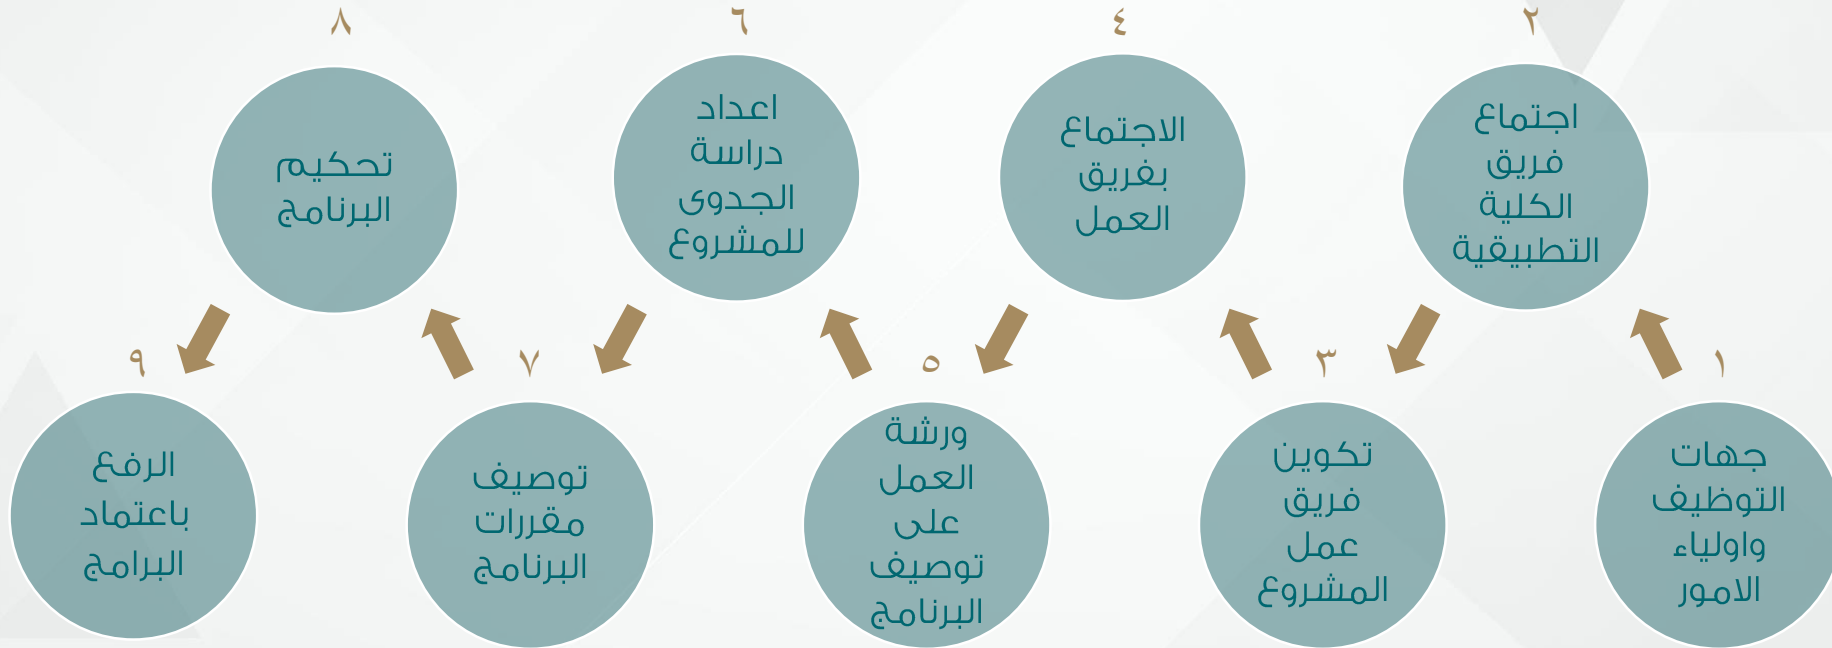 ١
جهات
التوظيف
واولياء
الامور
٢
اجتماع
فريق
الكلية
التطبيقية
٣
تكوين
فريق
عمل
المشروع
٤
الاجتماع
بفريق
العمل
٥
ورشة
العمل
على
توصيف
البرنامج
٦
اعداد
دراسة
الجدوى
للمشروع
٧
توصيف
مقررات
البرنامج
٨
تحكيم
البرنامج
٩
الرفع
باعتماد
البرامج